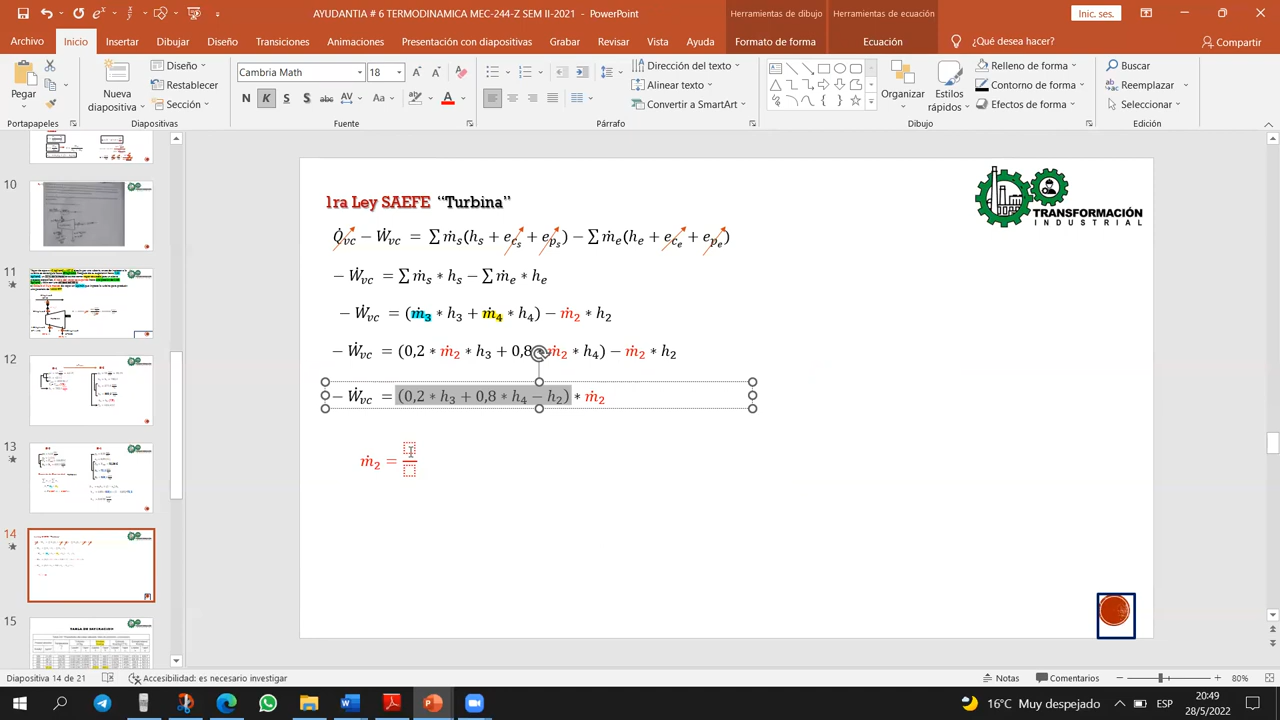 AYUDANTIA # 6 TERMODINAMICA MEC-244-Z SEM II-2021 - PowerPoint
Herramientas de dibujo
Herramientas de ecuación
Inic. ses.
Archivo
Inicio
Insertar
Dibujar
Diseño
Transiciones
Animaciones
Presentación con diapositivas
Grabar
Revisar
Vista
Ayuda
Formato de forma
Ecuación
¿Qué desea hacer?
Compartir
Pegar
Nueva diapositiva
Diseño
Restablecer
Sección
Cambria Math
18
N K S S abc AV Aa
Dirección del texto
Alinear texto
Convertir a SmartArt
Organizar
Estilos rápidos
Relleno de forma
Contorno de forma
Efectos de forma
Buscar
Reemplazar
Seleccionar
Portapapeles
Diapositivas
Fuente
Párrafo
Dibujo
Edición
10
11
12
13
14
15
TABLA DE SATURACION
1ra Ley SAEFE “Turbina”
Q̇vc − Ẇvc = ∑ ṁs(hs + ecs + eps) − ∑ ṁe(he + ece + epe)
− Ẇvc = ∑ ṁs * hs − ∑ ṁe * he
− Ẇvc = (ṁ3 * h3 + ṁ4 * h4) − ṁ2 * h2
− Ẇvc = (0,2 * ṁ2 * h3 + 0,8 ṁ2 * h4) − ṁ2 * h2
− Ẇvc = (0,2 * h3 + 0,8 * h4 − h2) * ṁ2
ṁ2 =
TRANSFORMACIÓN
INDUSTRIAL
Diapositiva 14 de 21
Accesibilidad: es necesario investigar
Notas
Comentarios
80%
16°C Muy despejado
ESP
20:49
28/5/2022